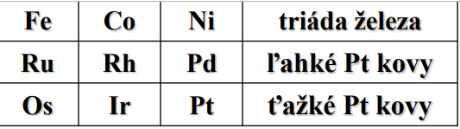 Fe Co Ni triáda železa
Ru Rh Pd ľahké Pt kovy
Os Ir Pt ťažké Pt kovy